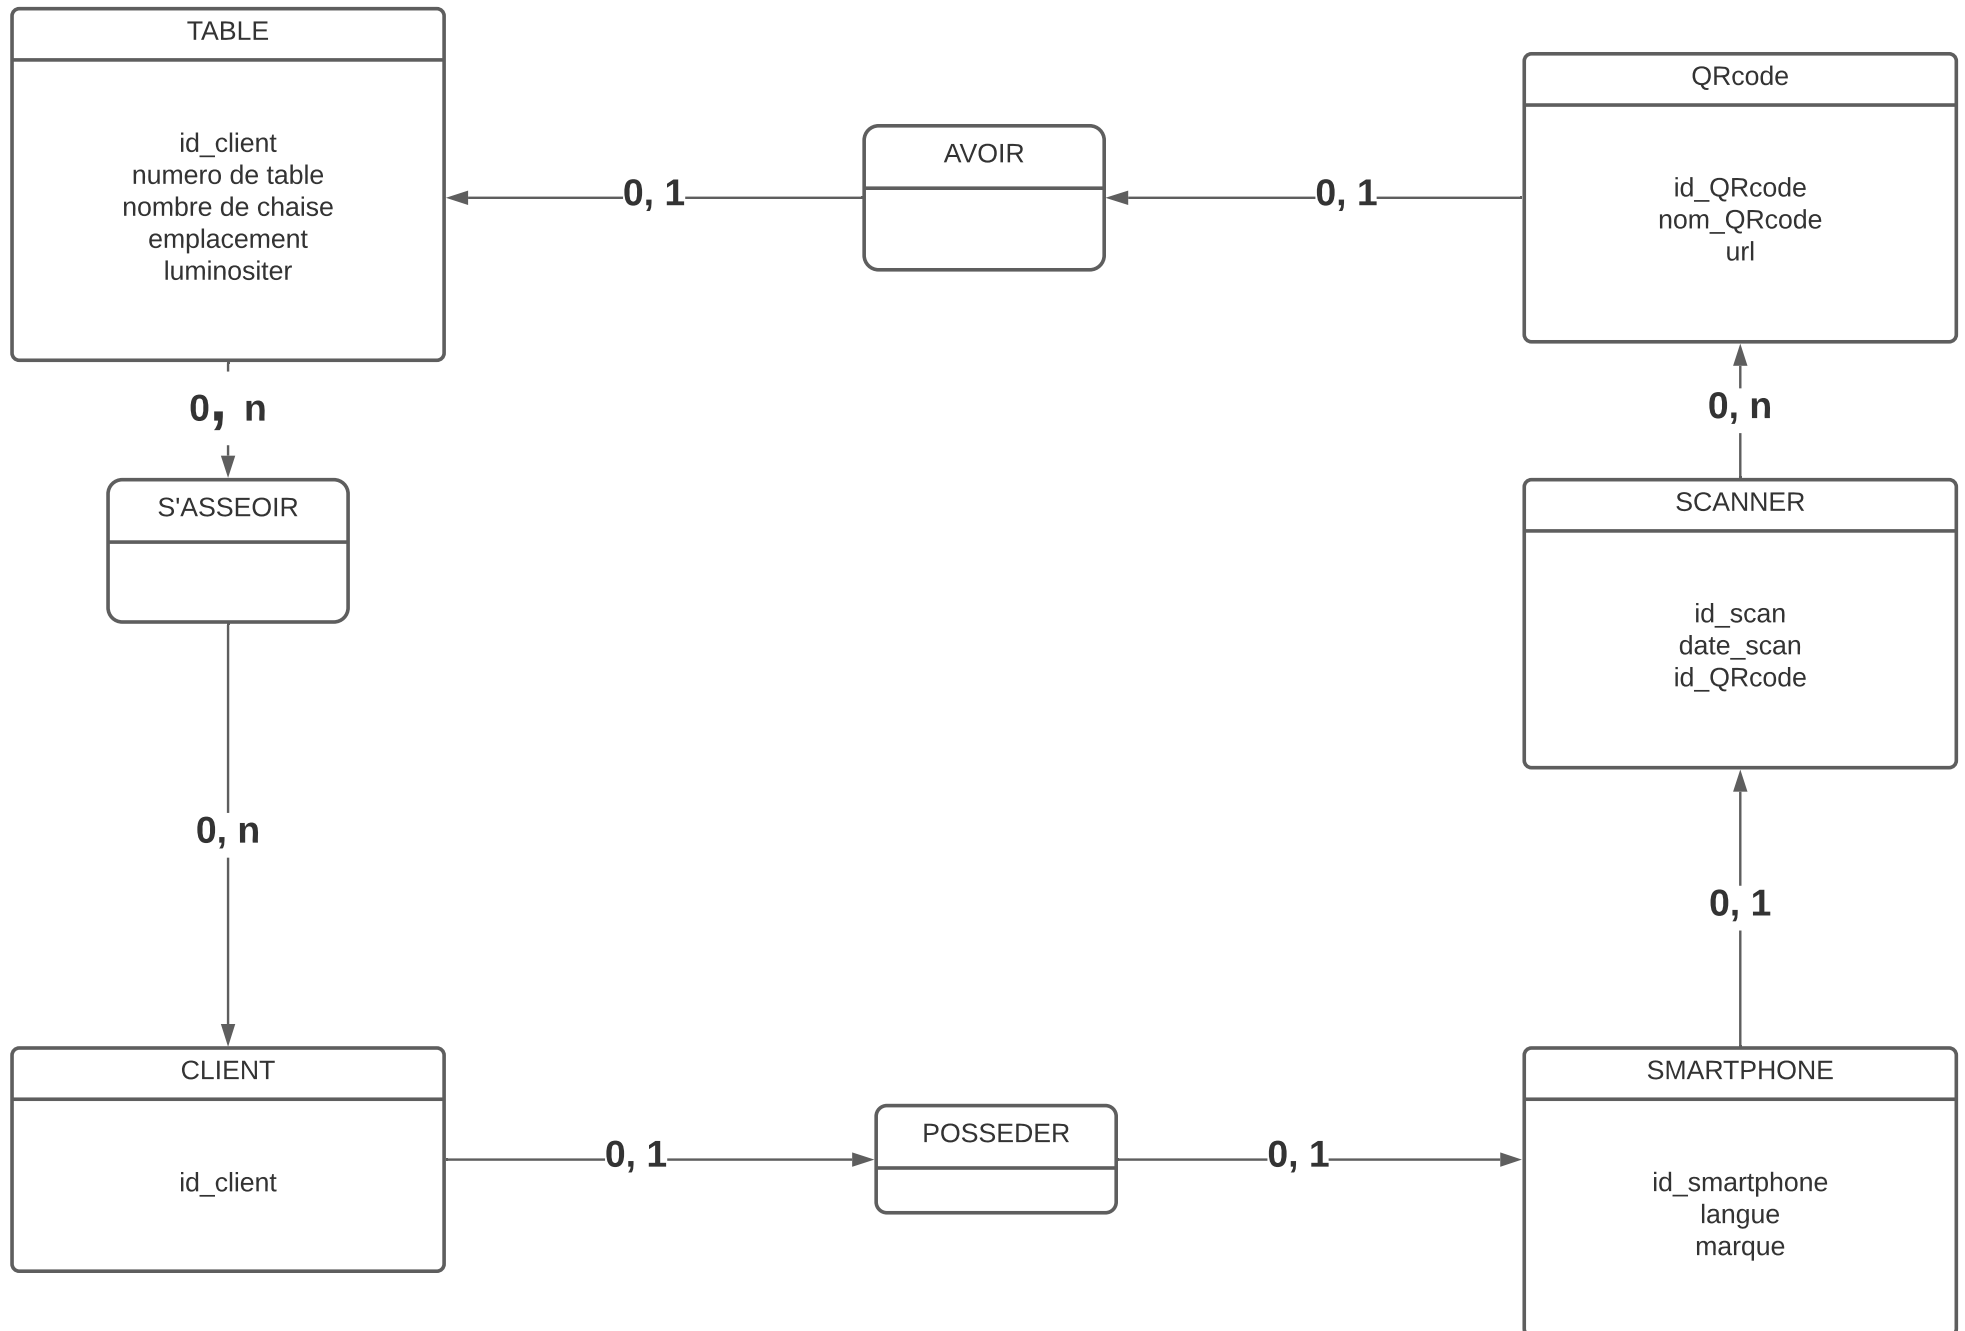 TABLE
id_client
numero de table
nombre de chaise
emplacement
luminositer
0, 1
AVOIR
0, 1
QRcode
id_QRcode
nom_QRcode
url
0, n
S'ASSEOIR
0, n
SCANNER
id_scan
date_scan
id_QRcode
0, n
0, 1
CLIENT
id_client
0, 1
POSSEDER
0, 1
SMARTPHONE
id_smartphone
langue
marque